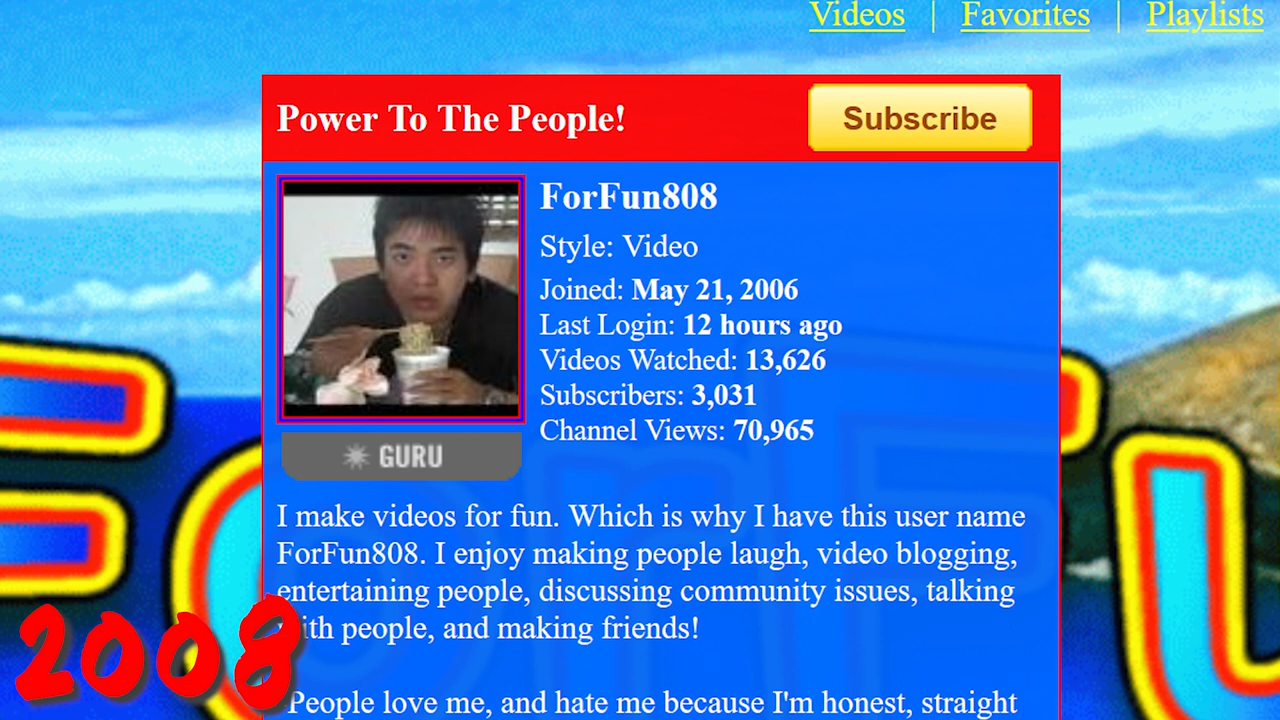 Videos | Favorites | Playlists
Power To The People!
Subscribe
ForFun808
Style: Video
Joined: May 21, 2006
Last Login: 12 hours ago
Videos Watched: 13,626
Subscribers: 3,031
Channel Views: 70,965
GURU
I make videos for fun. Which is why I have this user name
ForFun808. I enjoy making people laugh, video blogging,
entertaining people, discussing community issues, talking
with people, and making friends!
People love me, and hate me because I'm honest, straight
2008